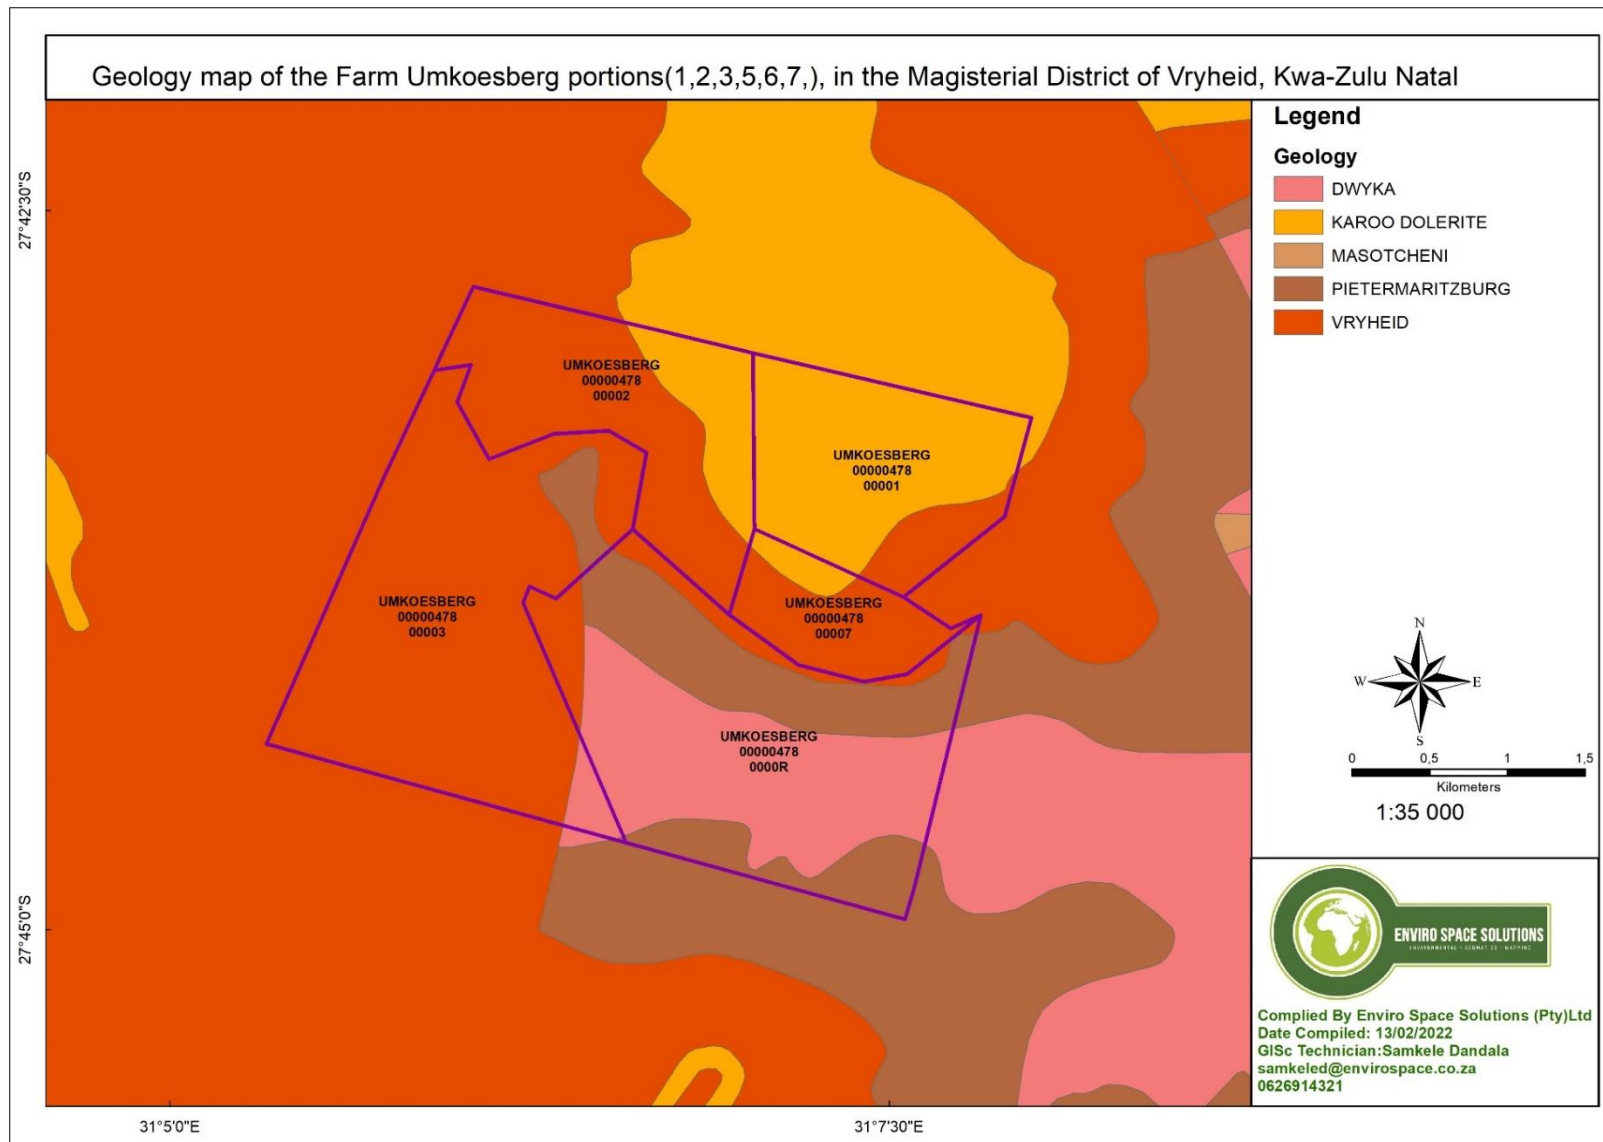 Geology map of the Farm Umkoesberg portions(1,2,3,5,6,7,), in the Magisterial District of Vryheid, Kwa-Zulu Natal
Legend
Geology
DWYKA
KAROO DOLERITE
MASOTCHENI
PIETERMARITZBURG
VRYHEID
27°42'30"S
27°45'0"S
31°5'0"E
31°7'30"E
UMKOESBERG
00000478
00002
UMKOESBERG
00000478
00001
UMKOESBERG
00000478
00003
UMKOESBERG
00000478
00007
UMKOESBERG
00000478
0000R
N
W
E
S
0 0,5 1 1,5
Kilometers
1:35 000
ENVIRO SPACE SOLUTIONS
ENVIRONMENTAL • GEOMATICS • MAPPING
Complied By Enviro Space Solutions (Pty)Ltd
Date Compiled: 13/02/2022
GISc Technician:Samkele Dandala
samkeled@envirospace.co.za
0626914321